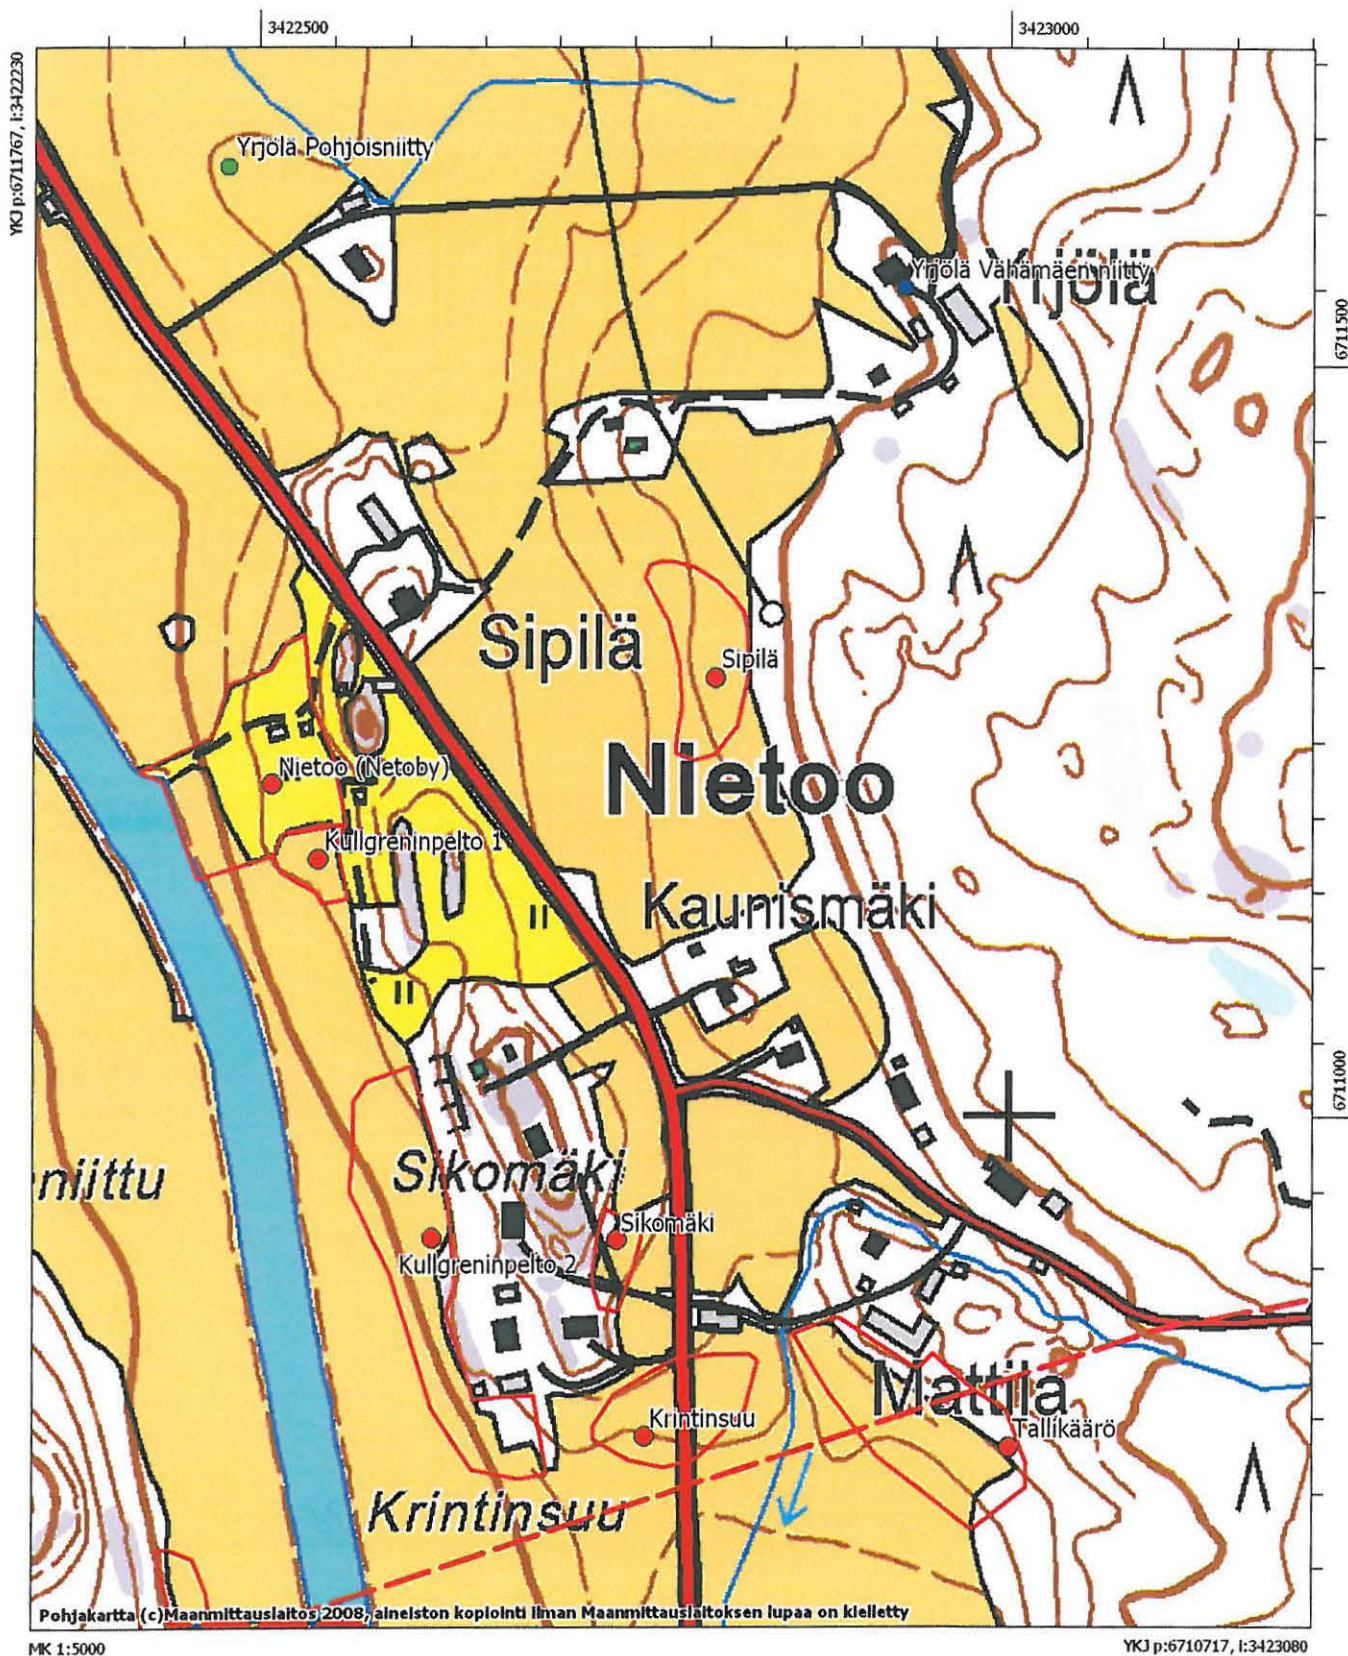 3422500
3423000
YKJ p:6711767, I:3422230
Yrjölä Pohjoisniitty
Yrjölä Vähämäen niitty
Yrjölä
6711500
Sipilä
Sipilä
Nietoo
Nietoo (Netoby)
Kullgreninpelto 1
Kaunismäki
II
II
6711000
niittu
Sikomäki
Sikomäki
Kullgreninpelto 2
Mattila
Krintinsuu
Tallikäärö
Krintinsuu
Pohjakartta (c)Maanmittauslaitos 2008, aineiston kopiointi ilman Maanmittauslaitoksen lupaa on kielletty
MK 1:5000
YKJ p:6710717, I:3423080